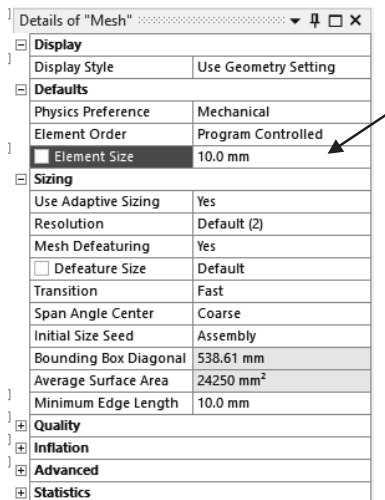 Details of "Mesh"
Display
Display Style Use Geometry Setting
Defaults
Physics Preference Mechanical
Element Order Program Controlled
Element Size 10.0 mm
Sizing
Use Adaptive Sizing Yes
Resolution Default (2)
Mesh Defeaturing Yes
Defeature Size Default
Transition Fast
Span Angle Center Coarse
Initial Size Seed Assembly
Bounding Box Diagonal 538.61 mm
Average Surface Area 24250 mm²
Minimum Edge Length 10.0 mm
Quality
Inflation
Advanced
Statistics